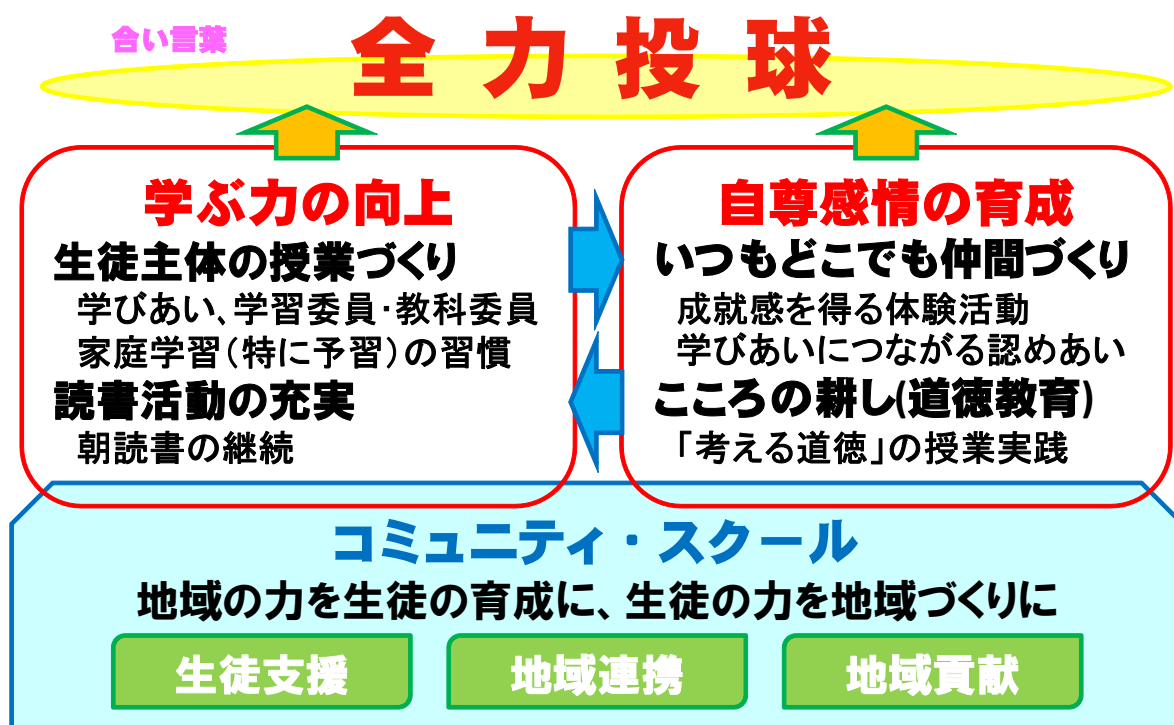 合い言葉
全力投球
学ぶ力の向上
生徒主体の授業づくり
学びあい、学習委員・教科委員
家庭学習(特に予習)の習慣
読書活動の充実
朝読書の継続
自尊感情の育成
いつもどこでも仲間づくり
成就感を得る体験活動
学びあいにつながる認めあい
こころの耕し(道徳教育)
「考える道徳」の授業実践
コミュニティ・スクール
地域の力を生徒の育成に、生徒の力を地域づくりに
生徒支援
地域連携
地域貢献